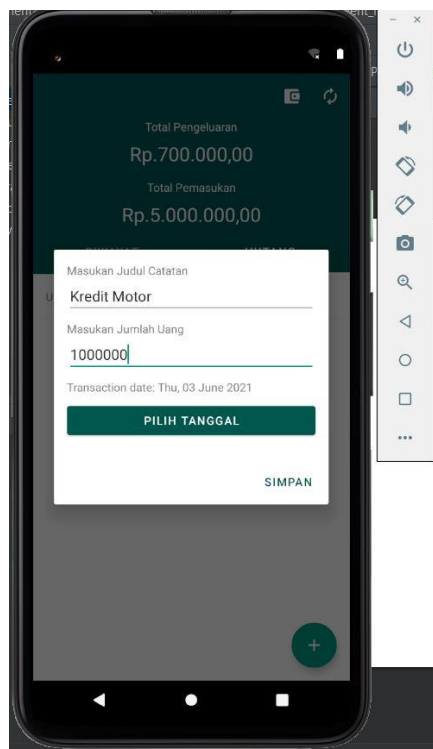 Total Pengeluaran
Rp.700.000,00
Total Pemasukan
Rp.5.000.000,00
Masukan Judul Catatan
Kredit Motor
Masukan Jumlah Uang
1000000
Transaction date: Thu, 03 June 2021
PILIH TANGGAL
SIMPAN
+